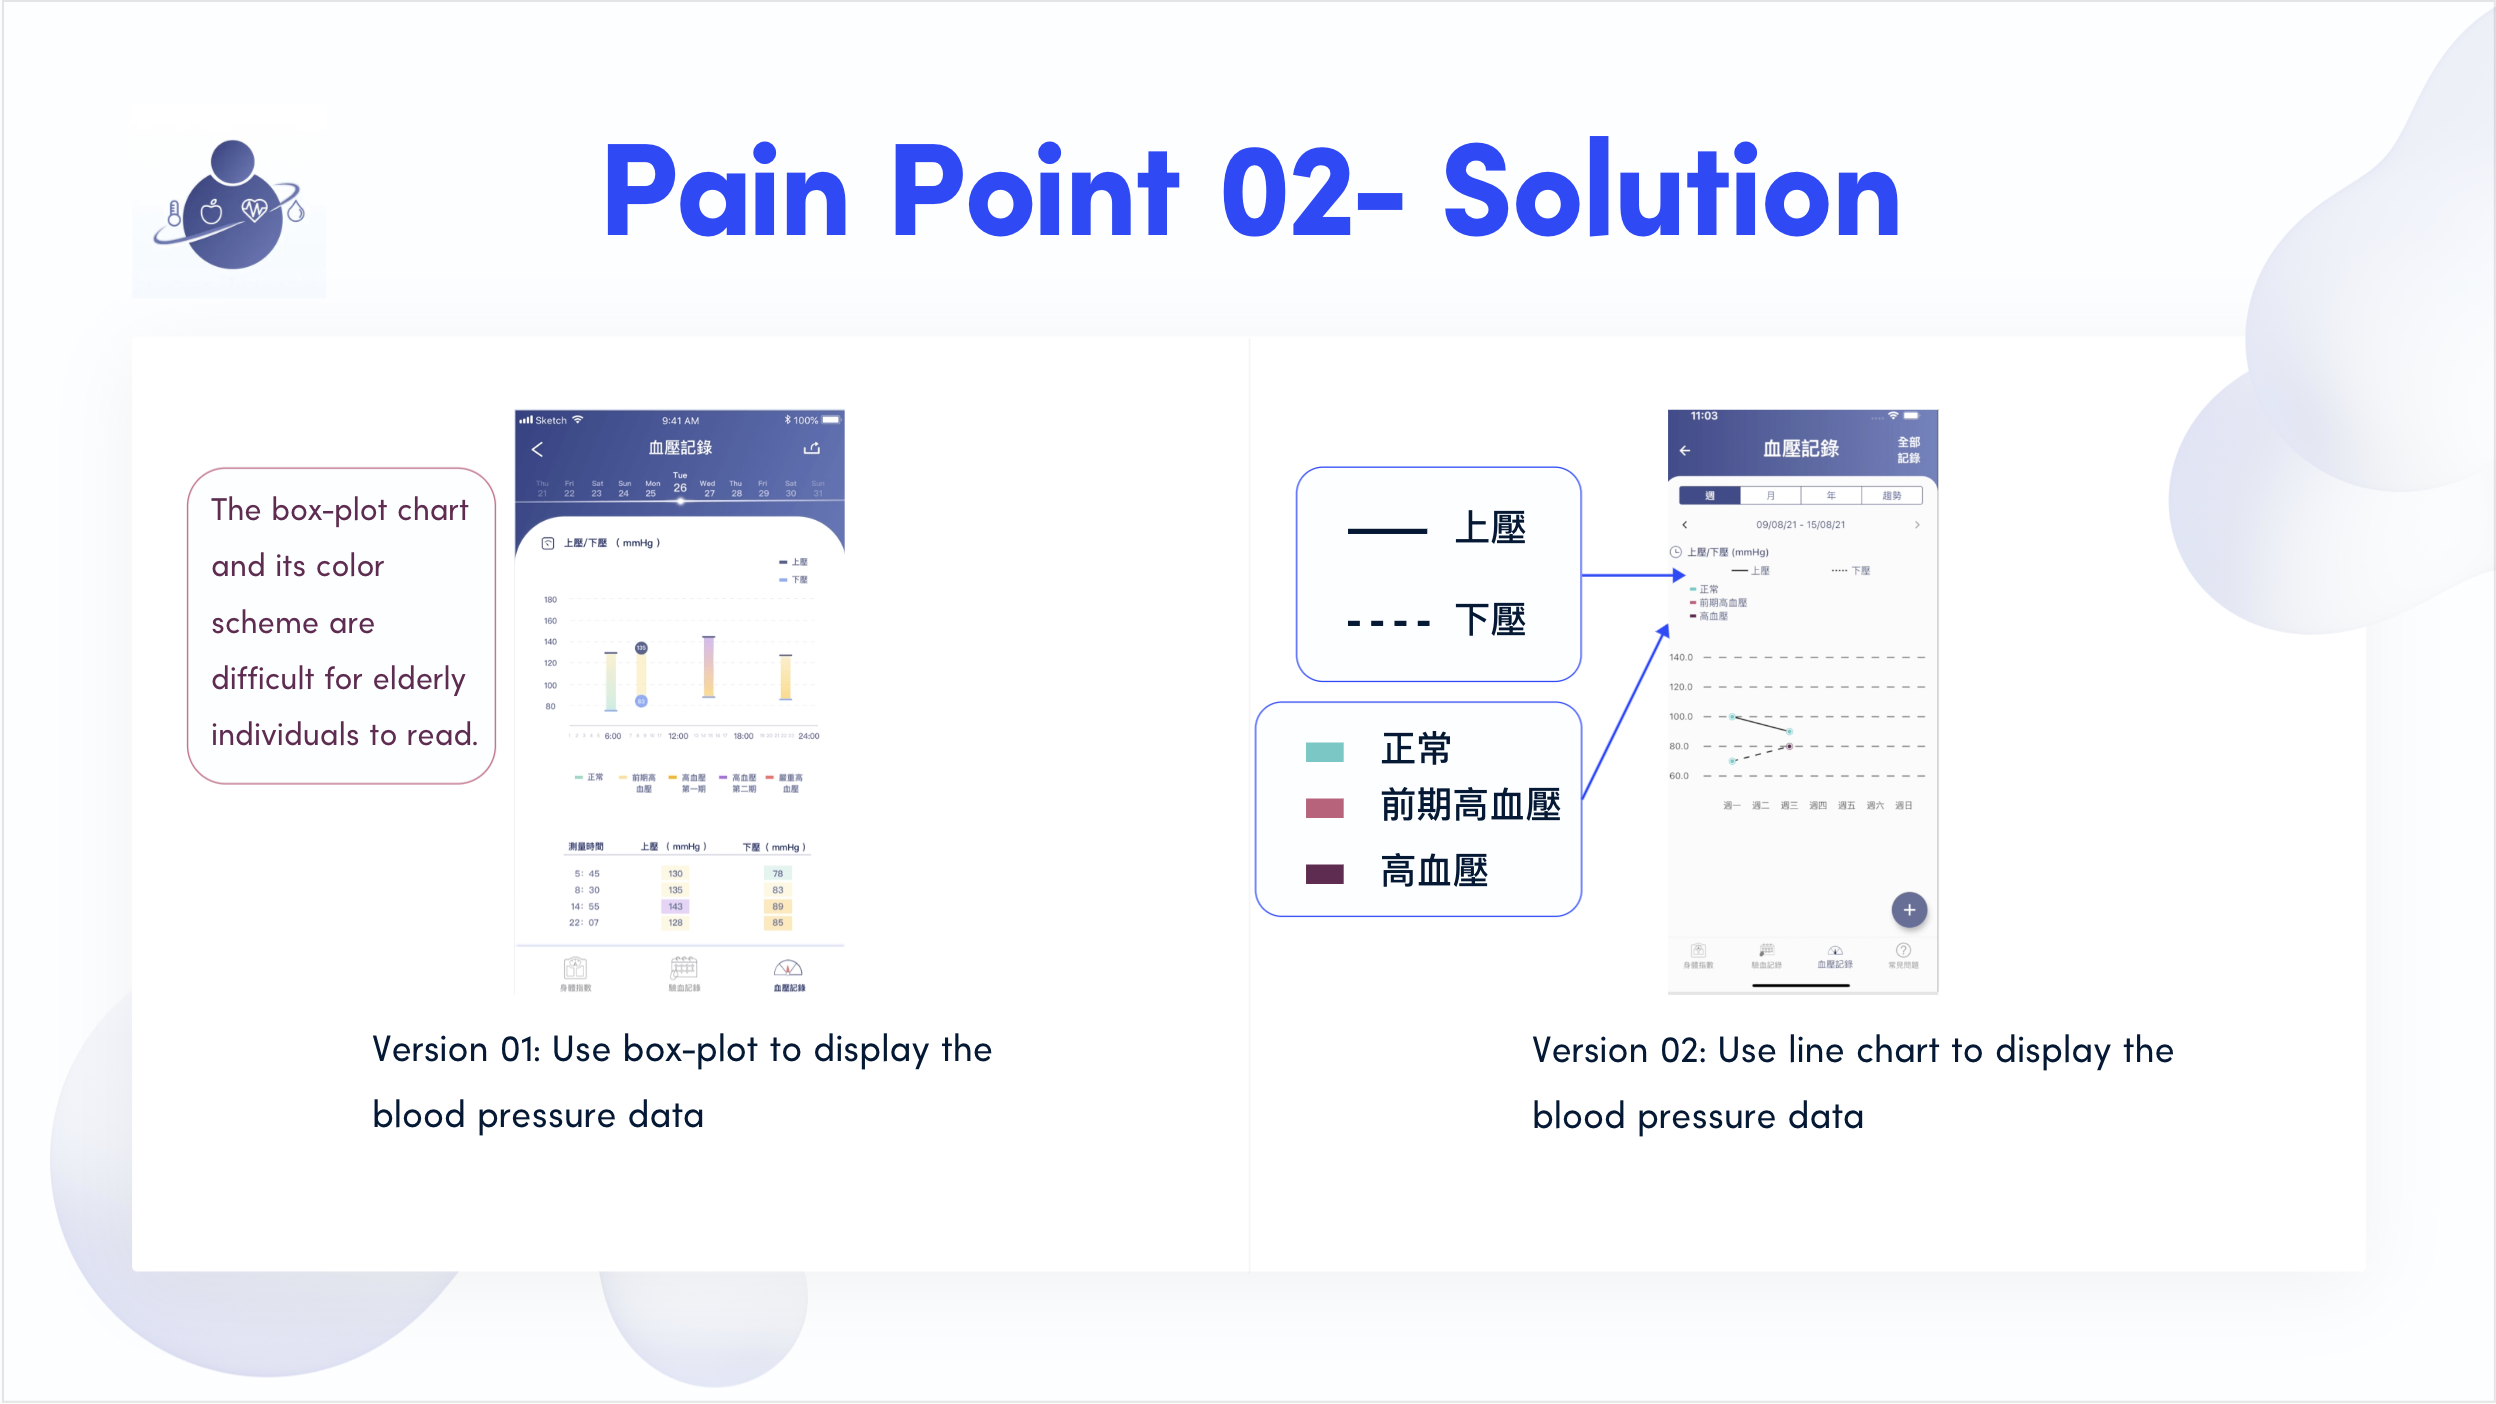 Pain Point 02- Solution
The box-plot chart
and its color
scheme are
difficult for elderly
individuals to read.
Sketch 9:41 AM 100%
血壓記錄
Thu 21 Fri 22 Sat 23 Sun 24 Mon 25 Tue 26 Wed 27 Thu 28 Fri 29 Sat 30 Sun 31
上壓/下壓 ( mmHg )
上壓
下壓
180
160
140
120
100
80
135
83
6:00 12:00 18:00 24:00
正常 前期高血壓 高血壓第一期 高血壓第二期 嚴重高血壓
測量時間 上壓 ( mmHg ) 下壓 ( mmHg )
5: 45 130 78
8: 30 135 83
14: 55 143 89
22: 07 128 85
身體指數 驗血記錄 血壓記錄
Version 01: Use box-plot to display the
blood pressure data
上壓
下壓
正常
前期高血壓
高血壓
11:03
血壓記錄
全部
記錄
週 月 年 趨勢
09/08/21 - 15/08/21
上壓/下壓 (mmHg)
上壓 下壓
正常
前期高血壓
高血壓
140.0
120.0
100.0
80.0
60.0
週一 週二 週三 週四 週五 週六 週日
+
身體指數 驗血記錄 血壓記錄 常見問題
Version 02: Use line chart to display the
blood pressure data